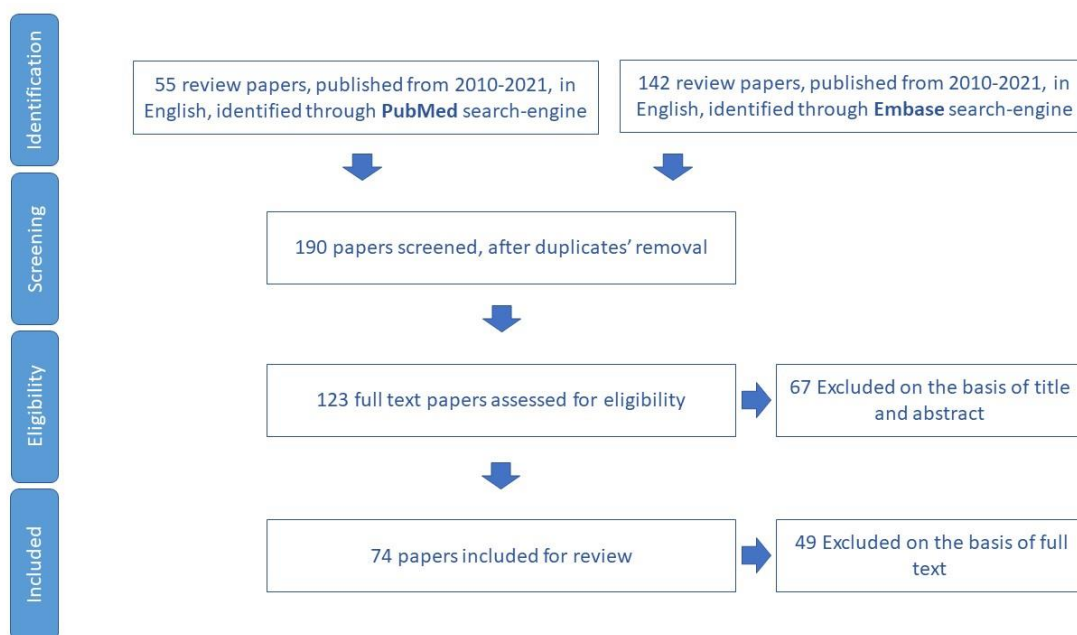 Identification
55 review papers, published from 2010-2021, in
English, identified through PubMed search-engine
142 review papers, published from 2010-2021, in
English, identified through Embase search-engine
Screening
190 papers screened, after duplicates' removal
Eligibility
123 full text papers assessed for eligibility
67 Excluded on the basis of title
and abstract
Included
74 papers included for review
49 Excluded on the basis of full
text